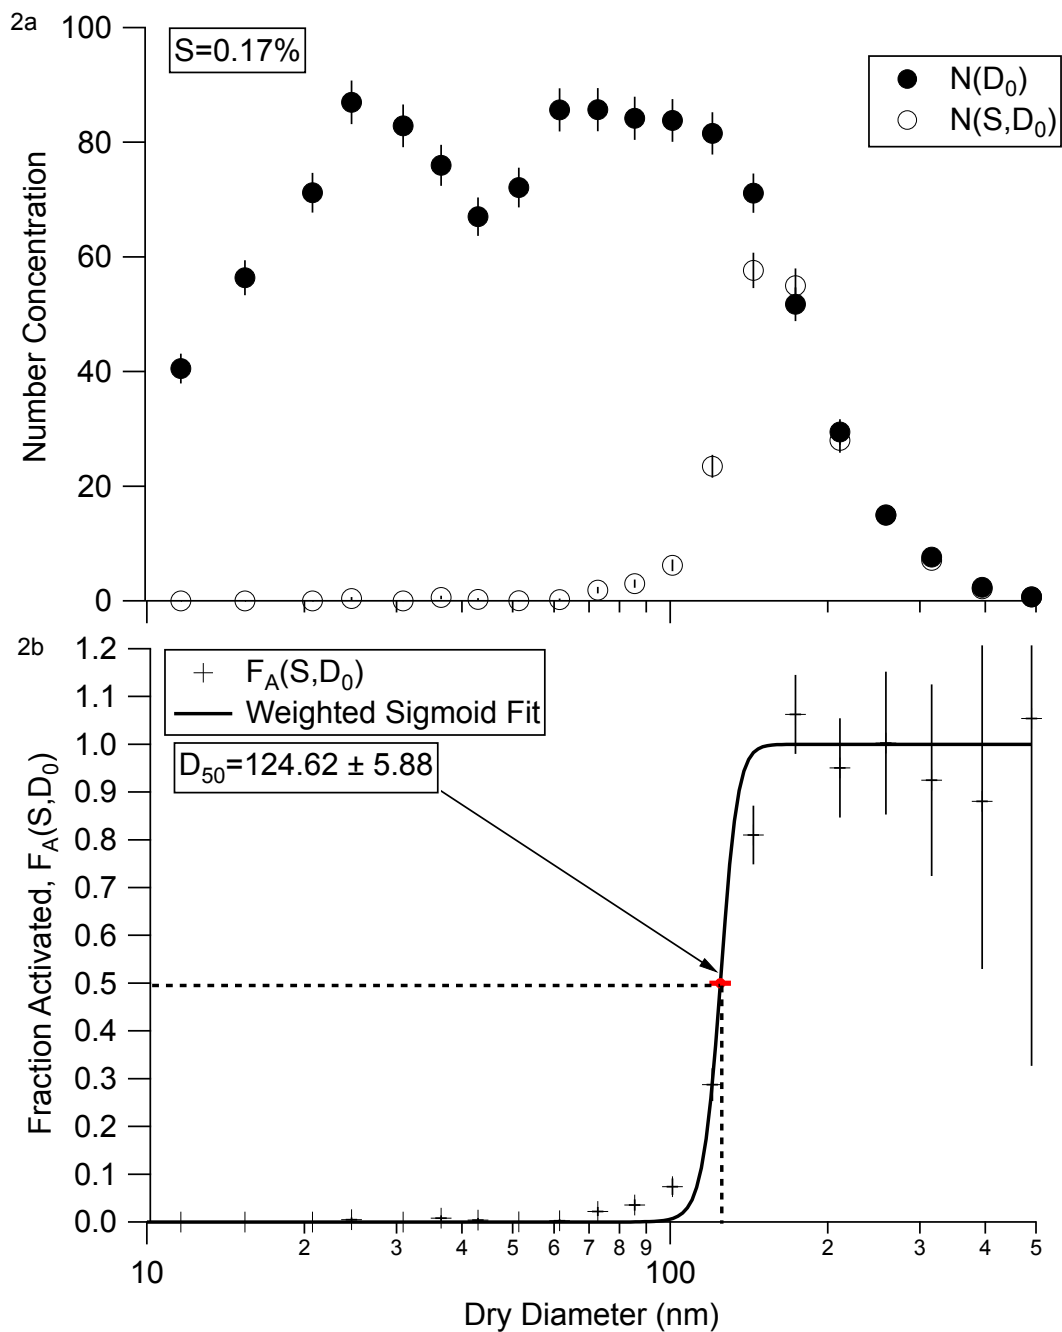 2a
100
80
60
40
20
0
Number Concentration
S=0.17%
N(D₀)
N(S,D₀)
2b
1.2
1.1
1.0
0.9
0.8
0.7
0.6
0.5
0.4
0.3
0.2
0.1
0.0
Fraction Activated, F_A(S,D₀)
F_A(S,D₀)
Weighted Sigmoid Fit
D₅₀=124.62 ± 5.88
2 3 4 5 6 7 8 9 2 3 4 5
10 100
Dry Diameter (nm)